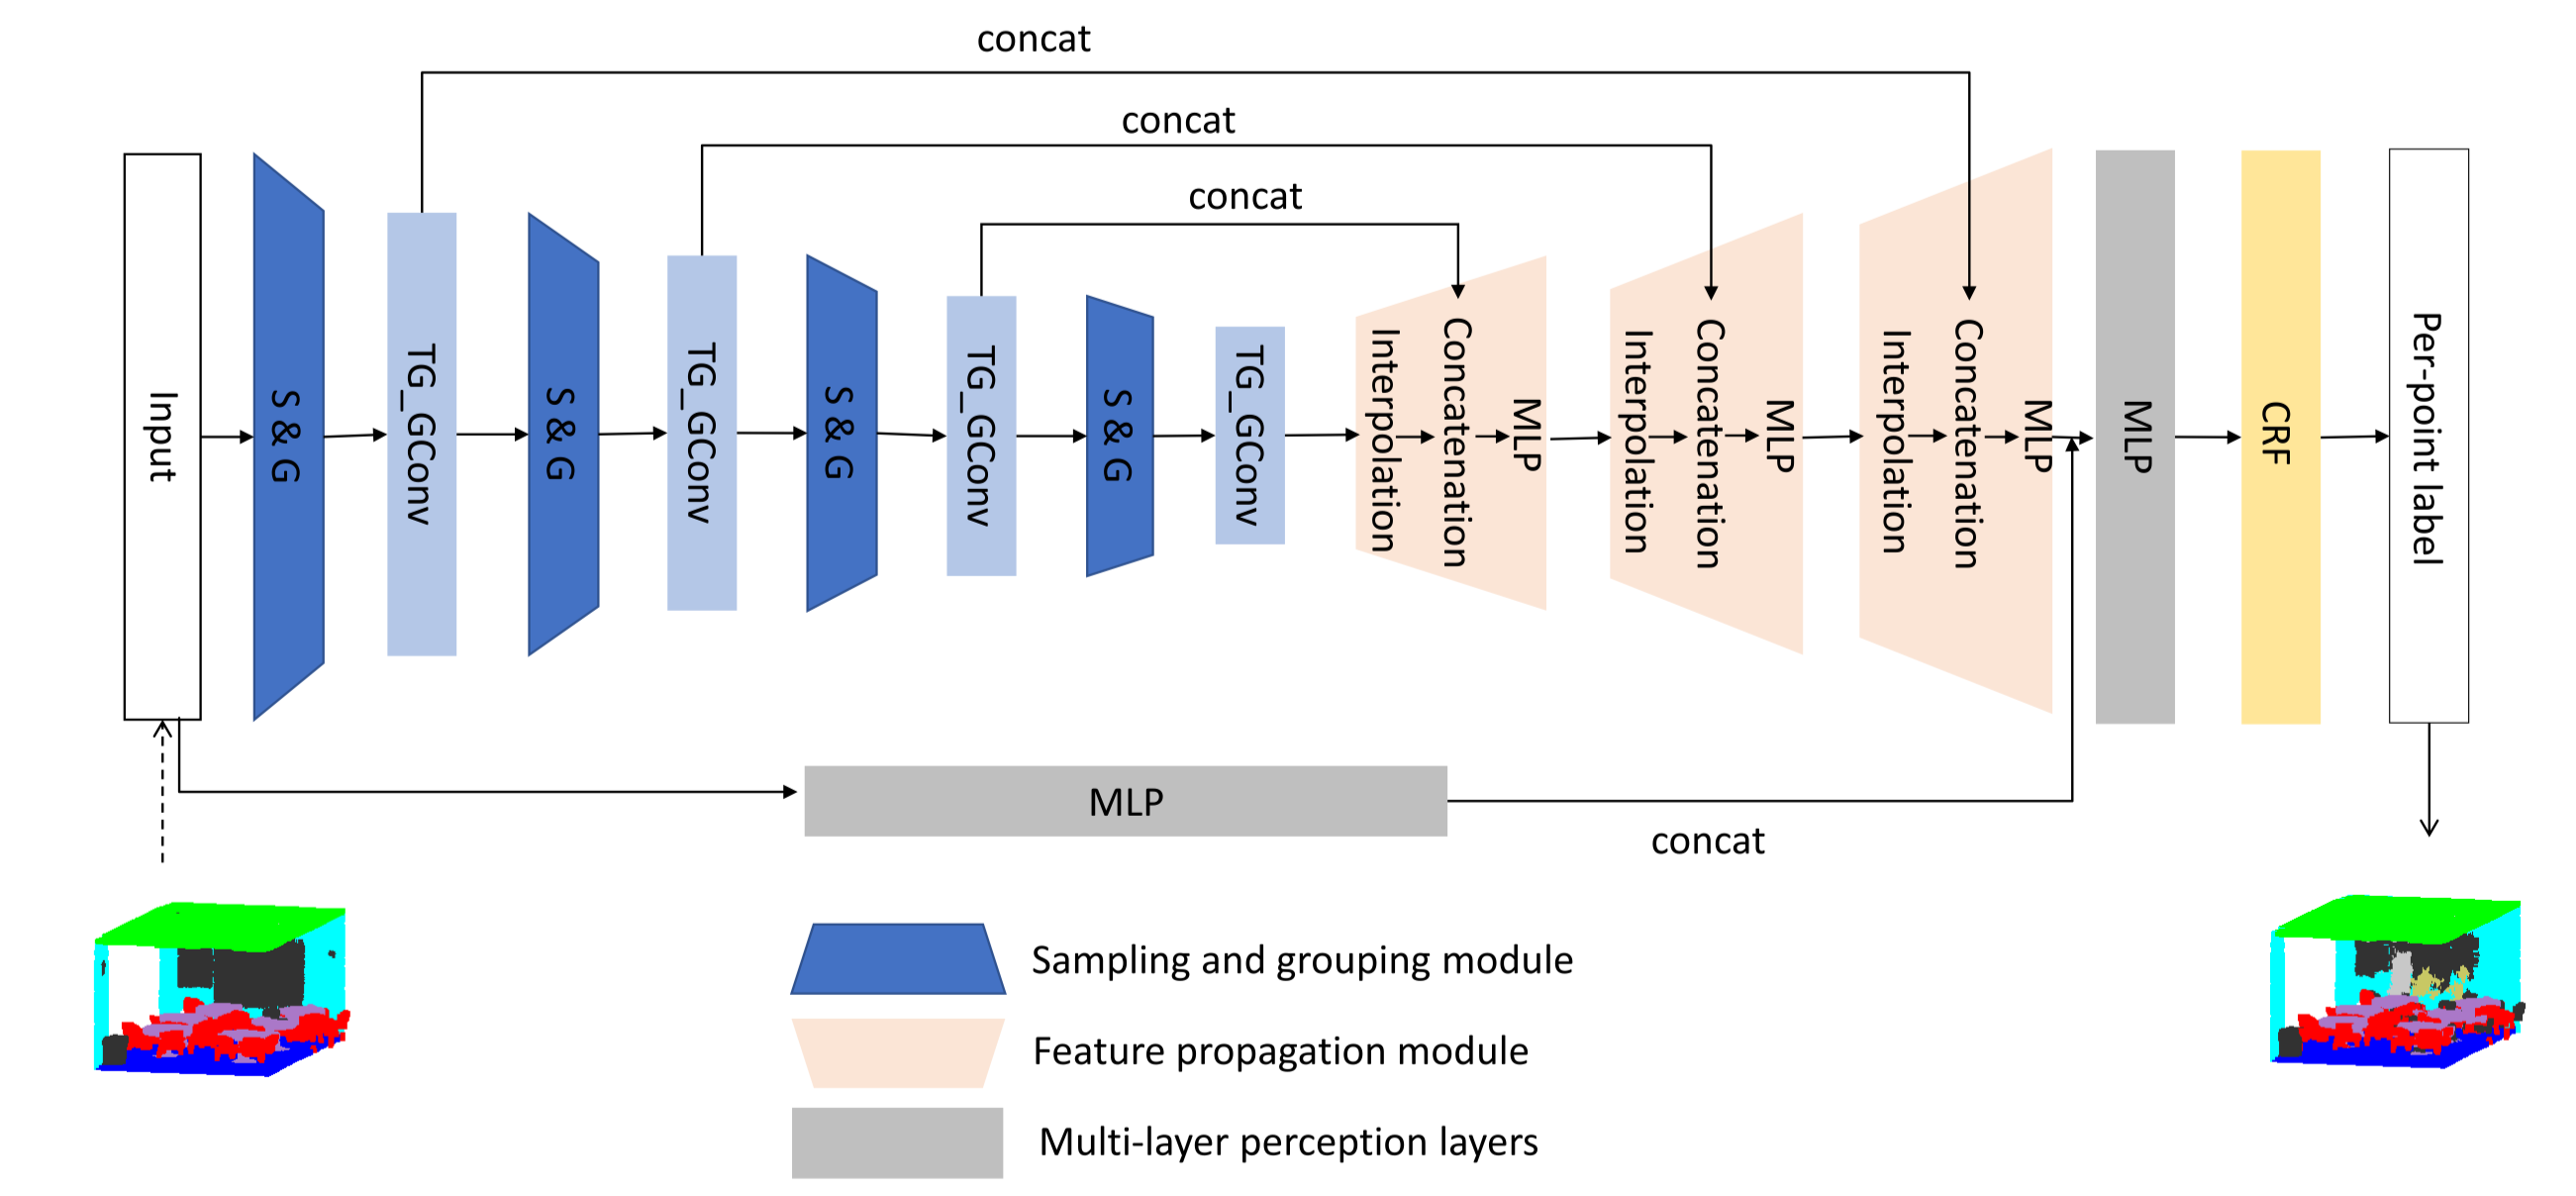 concat
concat
concat
Input
S & G
TG_GConv
S & G
TG_GConv
S & G
TG_GConv
S & G
TG_GConv
Interpolation
Concatenation
MLP
Interpolation
Concatenation
MLP
Interpolation
Concatenation
MLP
MLP
CRF
Per-point label
MLP
concat
Sampling and grouping module
Feature propagation module
Multi-layer perception layers